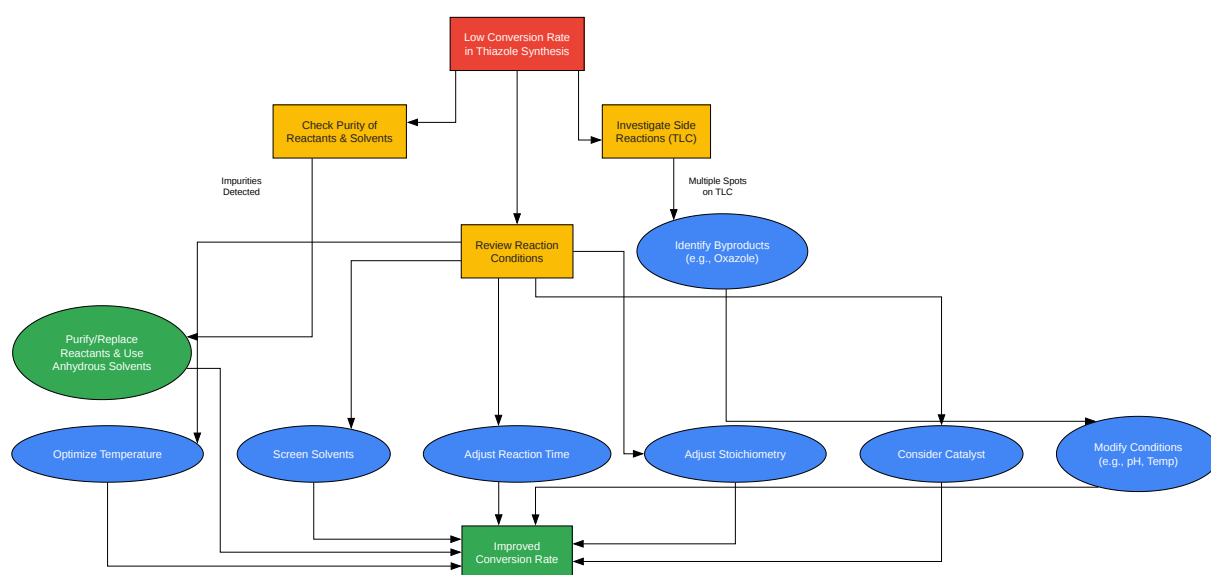 Low Conversion Rate
in Thiazole Synthesis
Check Purity of
Reactants & Solvents
Investigate Side
Reactions (TLC)
Impurities
Detected
Multiple Spots
on TLC
Review Reaction
Conditions
Identify Byproducts
(e.g., Oxazole)
Purify/Replace
Reactants & Use
Anhydrous Solvents
Optimize Temperature
Screen Solvents
Adjust Reaction Time
Adjust Stoichiometry
Consider Catalyst
Modify Conditions
(e.g., pH, Temp)
Improved
Conversion Rate